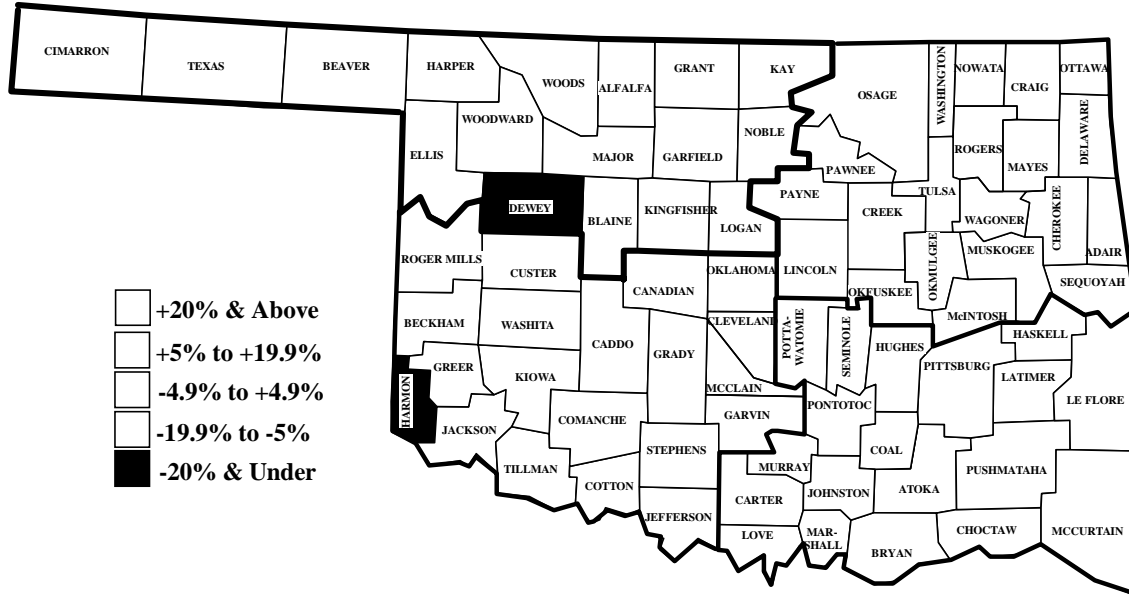 CIMARRON
TEXAS
BEAVER
HARPER
WOODS
ALFALFA
GRANT
KAY
OSAGE
WASHINGTON
NOWATA
CRAIG
OTTAWA
WOODWARD
ELLIS
MAJOR
GARFIELD
NOBLE
PAWNEE
ROGERS
MAYES
DELAWARE
DEWEY
BLAINE
KINGFISHER
LOGAN
PAYNE
CREEK
TULSA
WAGONER
CHEROKEE
ADAIR
ROGER MILLS
CUSTER
CANADIAN
OKLAHOMA
LINCOLN
OKFUSKEE
OKMULGEE
MUSKOGEE
SEQUOYAH
McINTOSH
BECKHAM
WASHITA
CADDO
GRADY
CLEVELAND
POTTA-
WATOMIE
SEMINOLE
HUGHES
PITTSBURG
HASKELL
LATIMER
LE FLORE
HARMON
GREER
KIOWA
MCCLAIN
JACKSON
COMANCHE
GARVIN
PONTOTOC
COAL
PUSHMATAHA
TILLMAN
COTTON
STEPHENS
MURRAY
JOHNSTON
ATOKA
JEFFERSON
CARTER
LOVE
MAR-
SHALL
BRYAN
CHOCTAW
MCCURTAIN
+20% & Above
+5% to +19.9%
-4.9% to +4.9%
-19.9% to -5%
-20% & Under